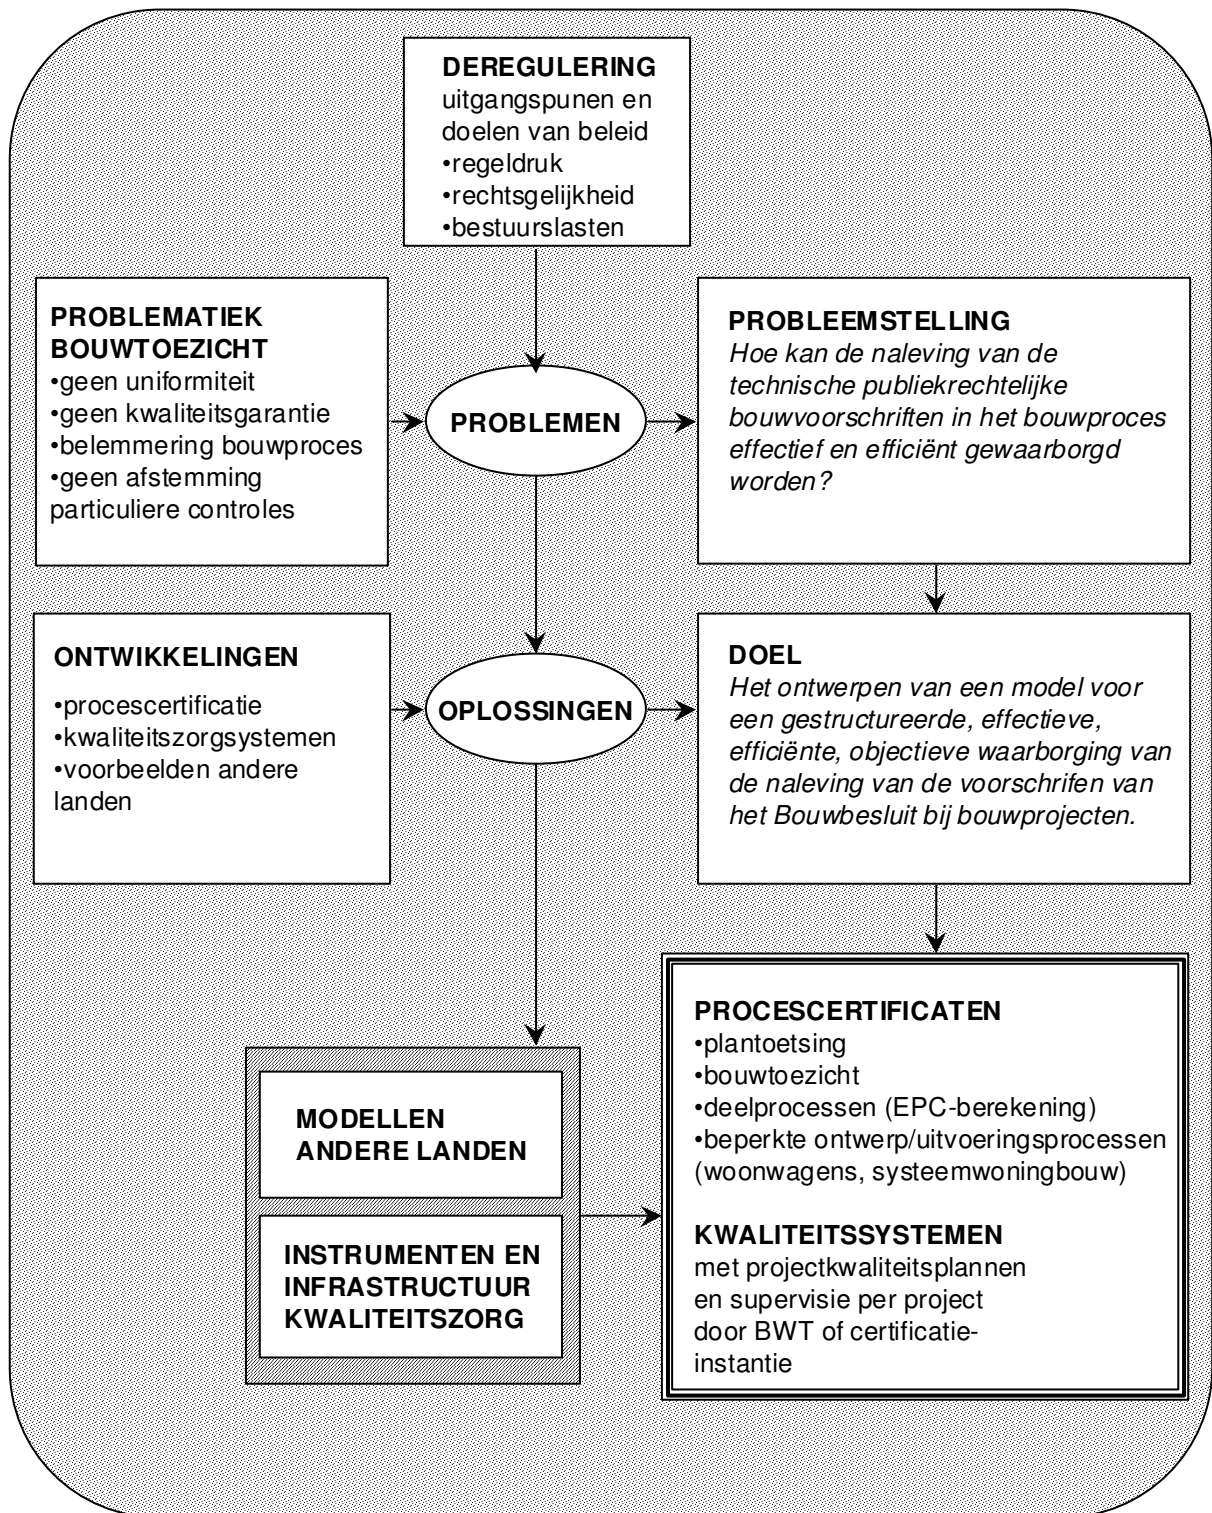 DEREGULERING
uitgangspunen en
doelen van beleid
•regeldruk
•rechtsgelijkheid
•bestuurslasten
PROBLEMATIEK
BOUWTOEZICHT
•geen uniformiteit
•geen kwaliteitsgarantie
•belemmering bouwproces
•geen afstemming
particuliere controles
PROBLEMEN
PROBLEEMSTELLING
Hoe kan de naleving van de
technische publiekrechtelijke
bouwvoorschriften in het bouwproces
effectief en efficiënt gewaarborgd
worden?
ONTWIKKELINGEN
•procescertificatie
•kwaliteitszorgsystemen
•voorbeelden andere
landen
OPLOSSINGEN
DOEL
Het ontwerpen van een model voor
een gestructureerde, effectieve,
efficiënte, objectieve waarborging van
de naleving van de voorschrifen van
het Bouwbesluit bij bouwprojecten.
MODELLEN
ANDERE LANDEN
INSTRUMENTEN EN
INFRASTRUCTUUR
KWALITEITSZORG
PROCESCERTIFICATEN
•plantoetsing
•bouwtoezicht
•deelprocessen (EPC-berekening)
•beperkte ontwerp/uitvoeringsprocessen
(woonwagens, systeemwoningbouw)
KWALITEITSSYSTEMEN
met projectkwaliteitsplannen
en supervisie per project
door BWT of certificatie-
instantie